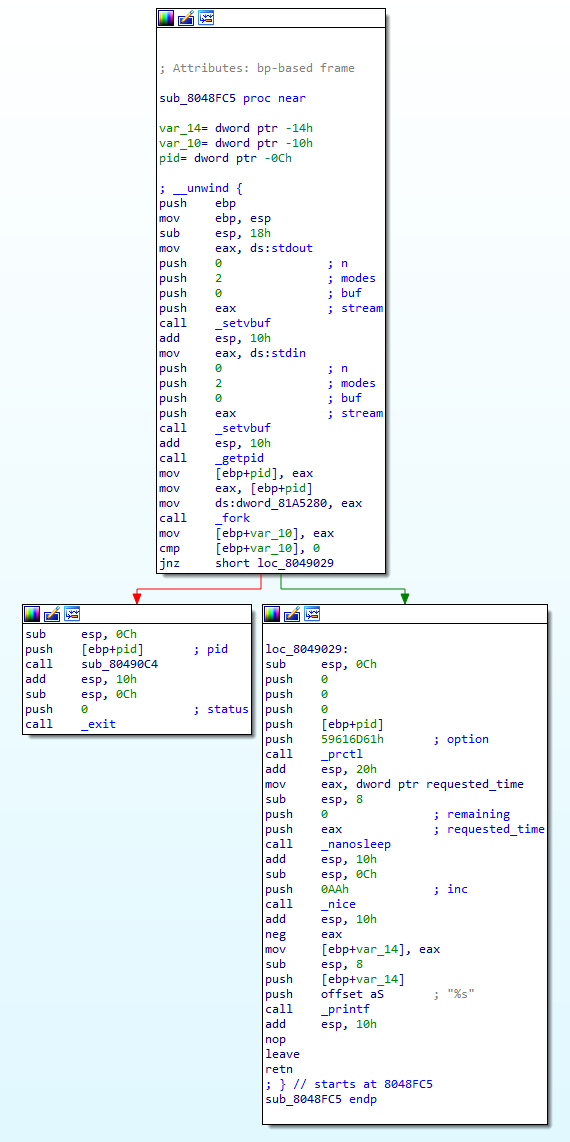 ; Attributes: bp-based frame
sub_8048FC5 proc near
var_14= dword ptr -14h
var_10= dword ptr -10h
pid= dword ptr -0Ch
; __unwind {
push ebp
mov ebp, esp
sub esp, 18h
mov eax, ds:stdout
push 0 ; n
push 2 ; modes
push 0 ; buf
push eax ; stream
call _setvbuf
add esp, 10h
mov eax, ds:stdin
push 0 ; n
push 2 ; modes
push 0 ; buf
push eax ; stream
call _setvbuf
add esp, 10h
call _getpid
mov [ebp+pid], eax
mov eax, [ebp+pid]
mov ds:dword_81A5280, eax
call _fork
mov [ebp+var_10], eax
cmp [ebp+var_10], 0
jnz short loc_8049029
sub esp, 0Ch
push [ebp+pid] ; pid
call sub_80490C4
add esp, 10h
sub esp, 0Ch
push 0 ; status
call _exit
loc_8049029:
sub esp, 0Ch
push 0
push 0
push 0
push [ebp+pid]
push 59616D61h ; option
call _prctl
add esp, 20h
mov eax, dword ptr requested_time
sub esp, 8
push 0 ; remaining
push eax ; requested_time
call _nanosleep
add esp, 10h
sub esp, 0Ch
push 0AAh ; inc
call _nice
add esp, 10h
neg eax
mov [ebp+var_14], eax
sub esp, 8
push [ebp+var_14]
push offset aS ; "%s"
call _printf
add esp, 10h
nop
leave
retn
; } // starts at 8048FC5
sub_8048FC5 endp